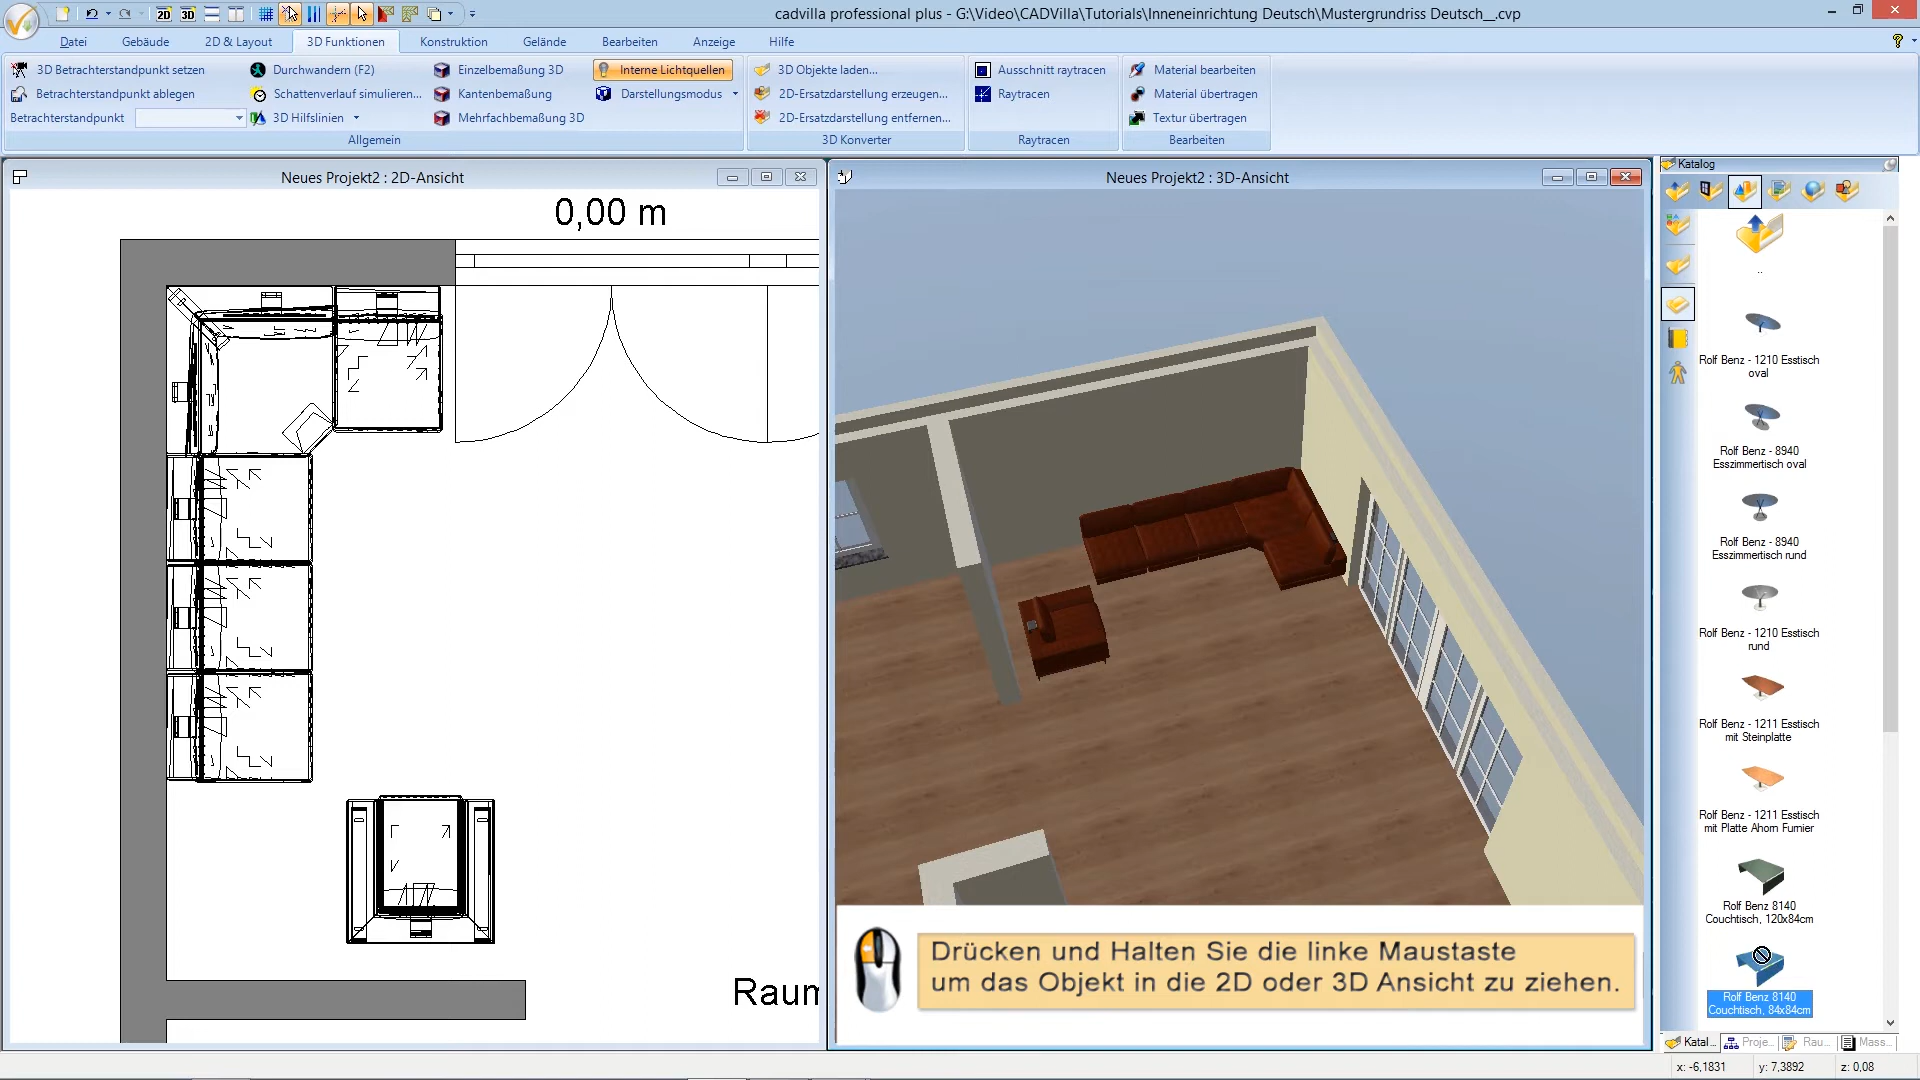 2D 3D
cadvilla professional plus - G:\Video\CADVilla\Tutorials\Inneneinrichtung Deutsch\Mustergrundriss Deutsch__.cvp
Datei Gebäude 2D & Layout 3D Funktionen Konstruktion Gelände Bearbeiten Anzeige Hilfe
3D Betrachterstandpunkt setzen Durchwandern (F2) Einzelbemaßung 3D Interne Lichtquellen 3D Objekte laden... Ausschnitt raytracen Material bearbeiten
Betrachterstandpunkt ablegen Schattenverlauf simulieren... Kantenbemaßung Darstellungsmodus 2D-Ersatzdarstellung erzeugen... Raytracen Material übertragen
Betrachterstandpunkt 3D Hilfslinien Mehrfachbemaßung 3D 2D-Ersatzdarstellung entfernen... Textur übertragen
Allgemein 3D Konverter Raytracen Bearbeiten
Neues Projekt2 : 2D-Ansicht
0,00 m
Raum
Neues Projekt2 : 3D-Ansicht
Drücken und Halten Sie die linke Maustaste
um das Objekt in die 2D oder 3D Ansicht zu ziehen.
Katalog
..
Rolf Benz - 1210 Esstisch
oval
Rolf Benz - 8940
Esszimmertisch oval
Rolf Benz - 8940
Esszimmertisch rund
Rolf Benz - 1210 Esstisch
rund
Rolf Benz - 1211 Esstisch
mit Steinplatte
Rolf Benz - 1211 Esstisch
mit Platte Ahorn Furnier
Rolf Benz 8140
Couchtisch, 120x84cm
Rolf Benz 8140
Couchtisch, 84x84cm
Katal... Proje... Rau... Mass...
x: -6,1831 y: 7,3892 z: 0,08